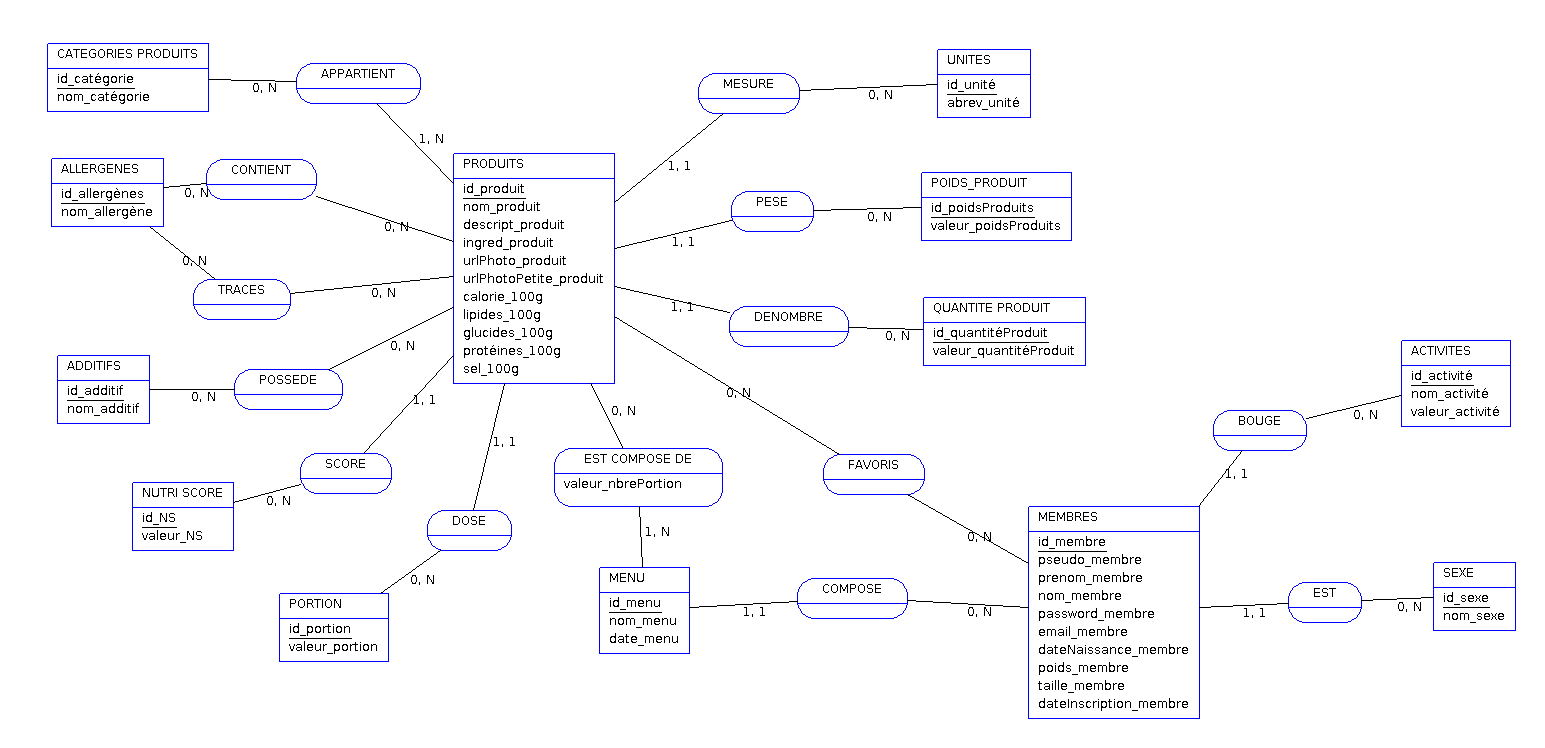 CATEGORIES PRODUITS
id_catégorie
nom_catégorie
0, N
APPARTIENT
1, N
MESURE
0, N
1, 1
UNITES
id_unité
abrev_unité
ALLERGENES
id_allergènes
nom_allergène
0, N
CONTIENT
0, N
0, N
TRACES
0, N
PRODUITS
id_produit
nom_produit
descript_produit
ingred_produit
urlPhoto_produit
urlPhotoPetite_produit
calorie_100g
lipides_100g
glucides_100g
protéines_100g
sel_100g
1, 1
PESE
0, N
POIDS_PRODUIT
id_poidsProduits
valeur_poidsProduits
1, 1
DENOMBRE
0, N
QUANTITE PRODUIT
id_quantitéProduit
valeur_quantitéProduit
ADDITIFS
id_additif
nom_additif
0, N
POSSEDE
0, N
1, 1
SCORE
0, N
NUTRI SCORE
id_NS
valeur_NS
1, 1
DOSE
0, N
PORTION
id_portion
valeur_portion
0, N
EST COMPOSE DE
valeur_nbrePortion
1, N
MENU
id_menu
nom_menu
date_menu
0, N
FAVORIS
0, N
1, 1
COMPOSE
0, N
ACTIVITES
id_activité
nom_activité
valeur_activité
0, N
BOUGE
1, 1
MEMBRES
id_membre
pseudo_membre
prenom_membre
nom_membre
password_membre
email_membre
dateNaissance_membre
poids_membre
taille_membre
dateInscription_membre
1, 1
EST
0, N
SEXE
id_sexe
nom_sexe